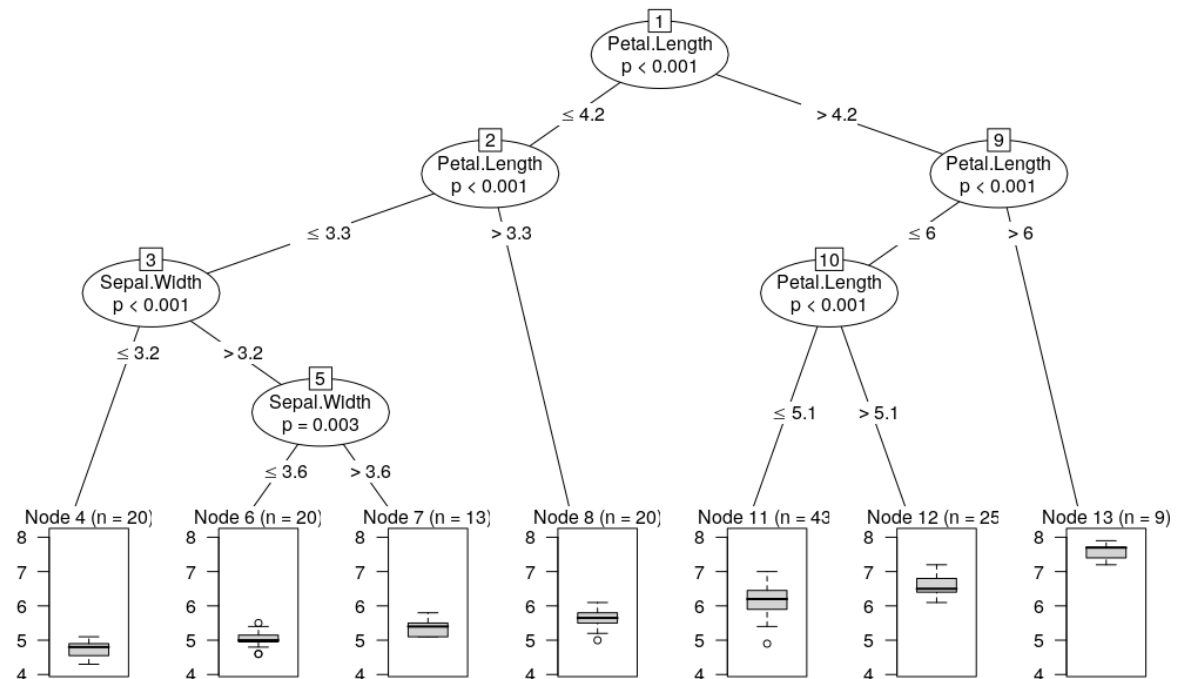 1
Petal.Length
p < 0.001
≤ 4.2
> 4.2
2
Petal.Length
p < 0.001
9
Petal.Length
p < 0.001
≤ 3.3
> 3.3
≤ 6
> 6
3
Sepal.Width
p < 0.001
10
Petal.Length
p < 0.001
≤ 3.2
> 3.2
5
Sepal.Width
p = 0.003
≤ 5.1
> 5.1
≤ 3.6
> 3.6
Node 4 (n = 20)
8
7
6
5
4
Node 6 (n = 20)
8
7
6
5
4
Node 7 (n = 13)
8
7
6
5
4
Node 8 (n = 20)
8
7
6
5
4
Node 11 (n = 43
8
7
6
5
4
Node 12 (n = 25
8
7
6
5
4
Node 13 (n = 9)
8
7
6
5
4